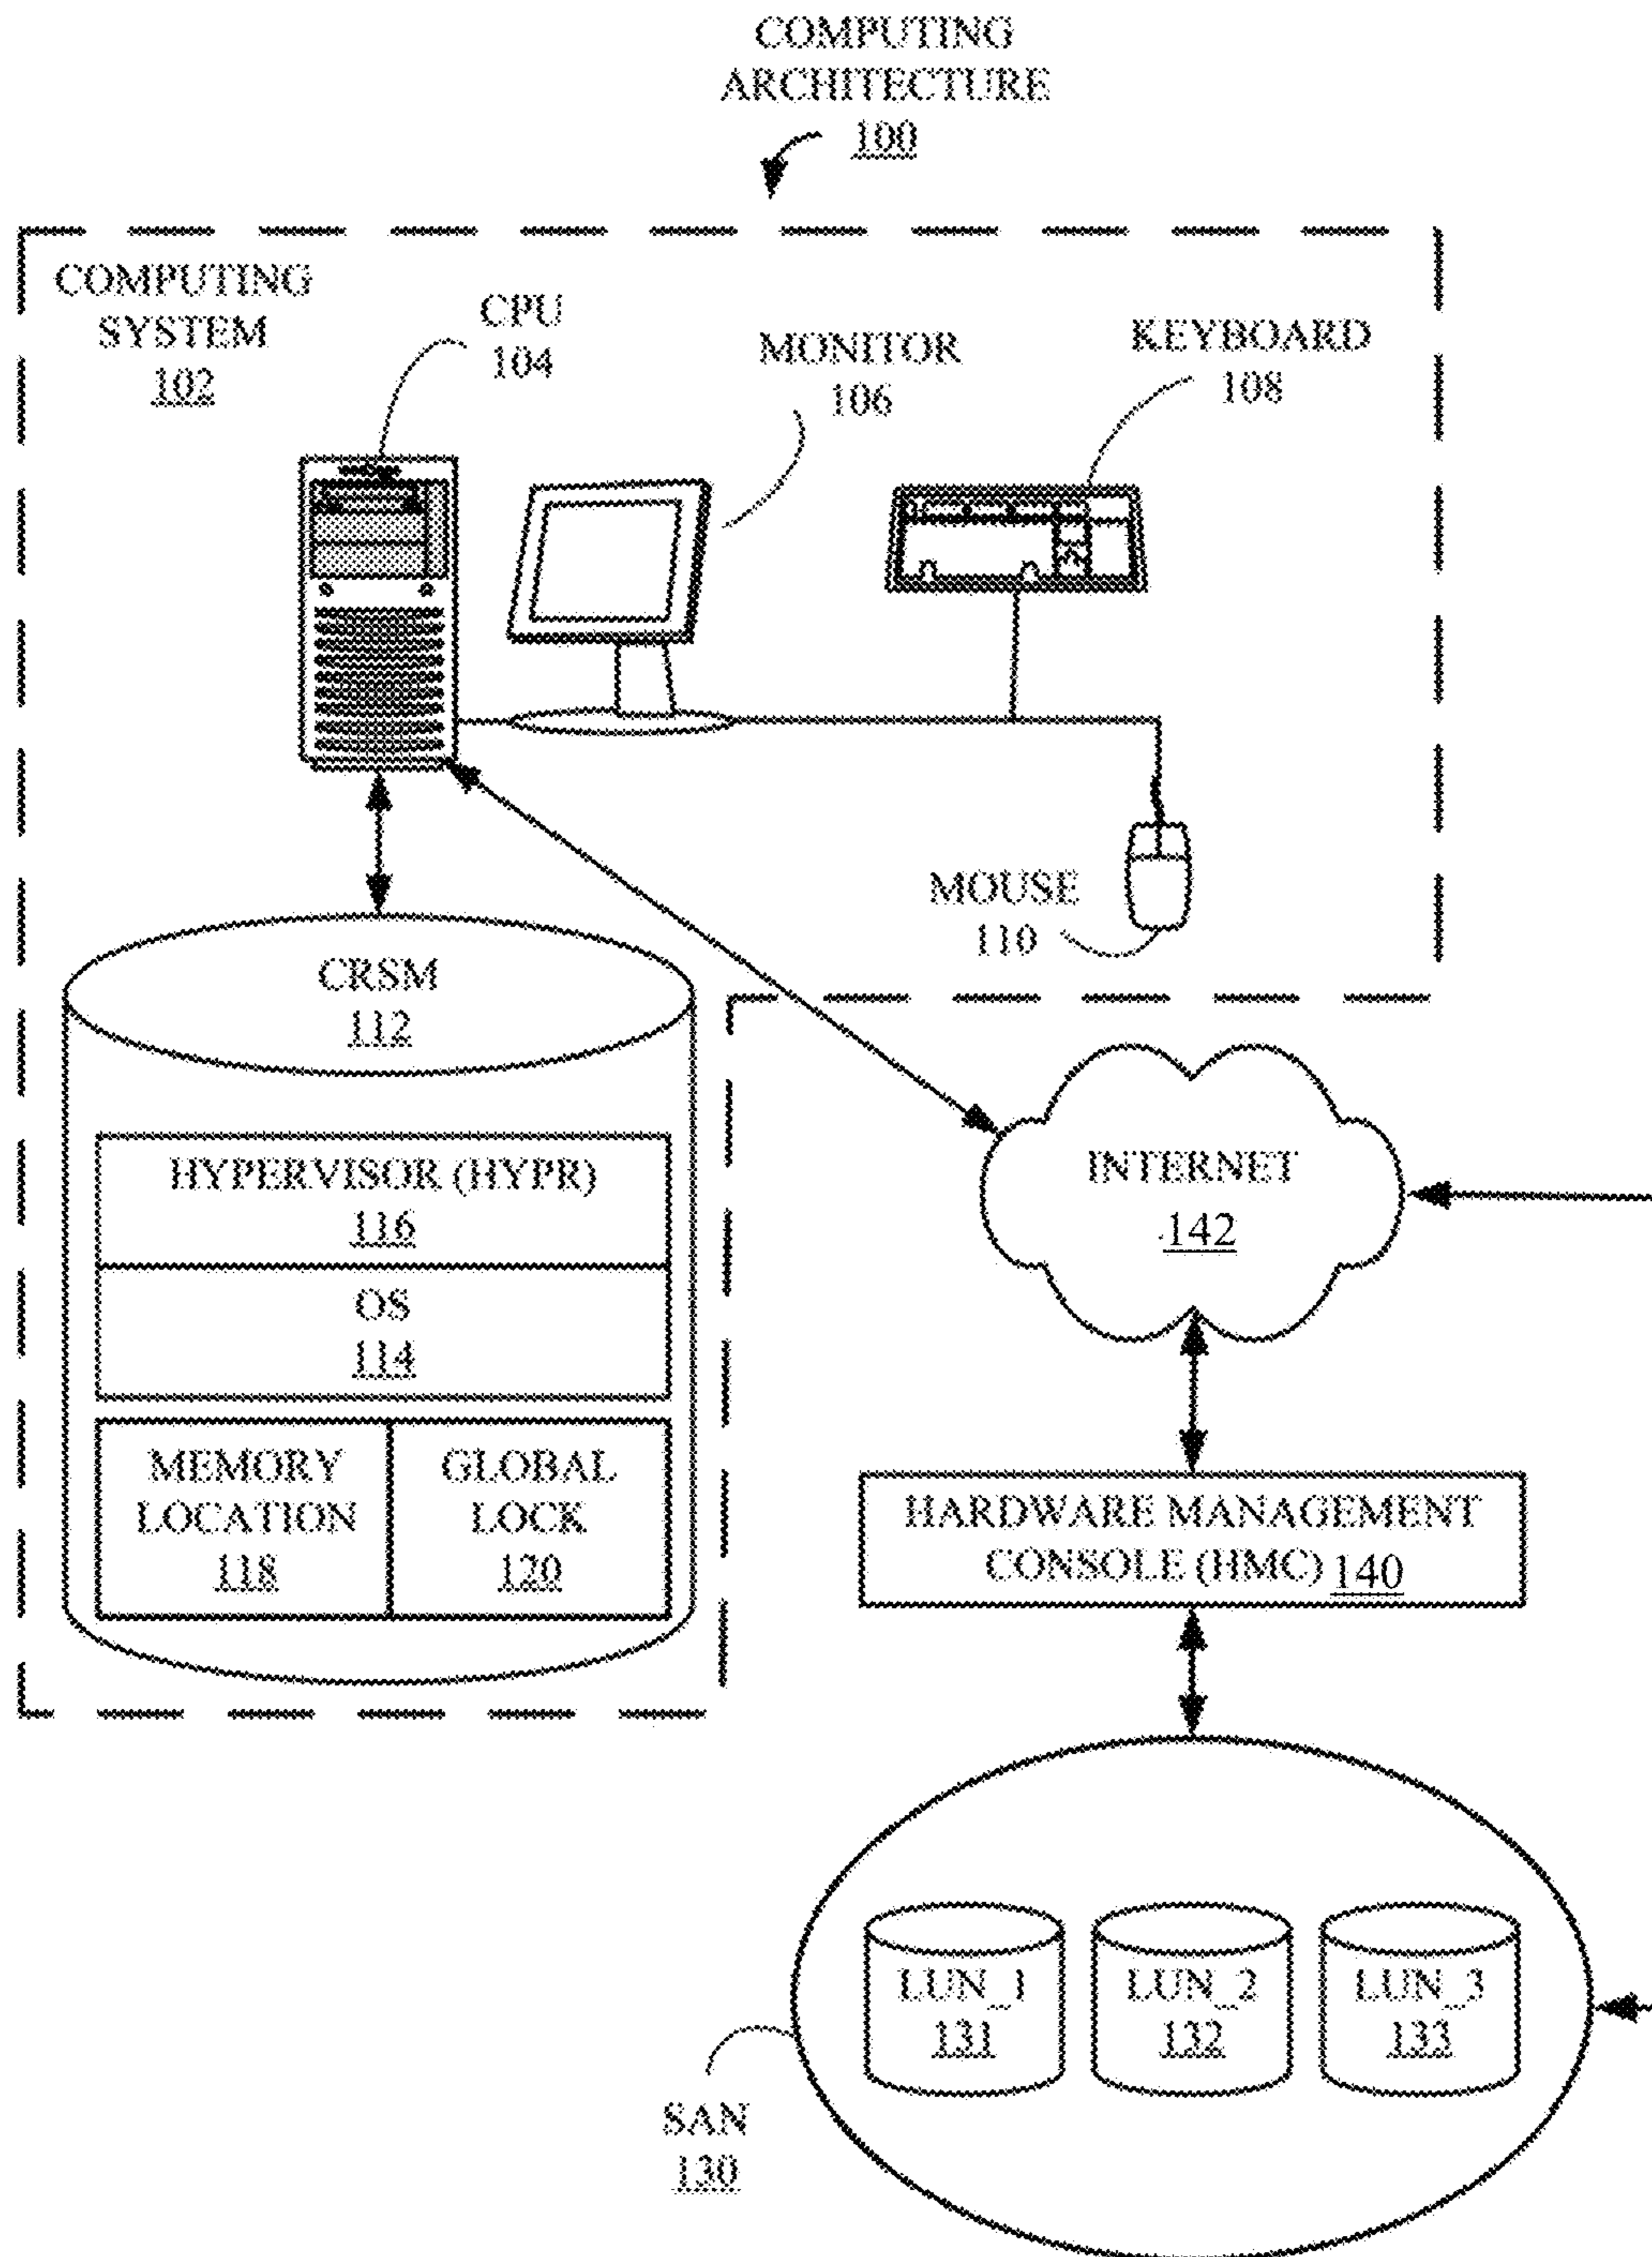 COMPUTING
ARCHITECTURE
100
COMPUTING
SYSTEM
102
CPU
104
MONITOR
106
KEYBOARD
108
MOUSE
110
CRSM
112
HYPERVISOR (HYPR)
116
OS
114
MEMORY
LOCATION
118
GLOBAL
LOCK
120
INTERNET
142
HARDWARE MANAGEMENT
CONSOLE (HMC) 140
LUN_1
131
LUN_2
132
LUN_3
133
SAN
130